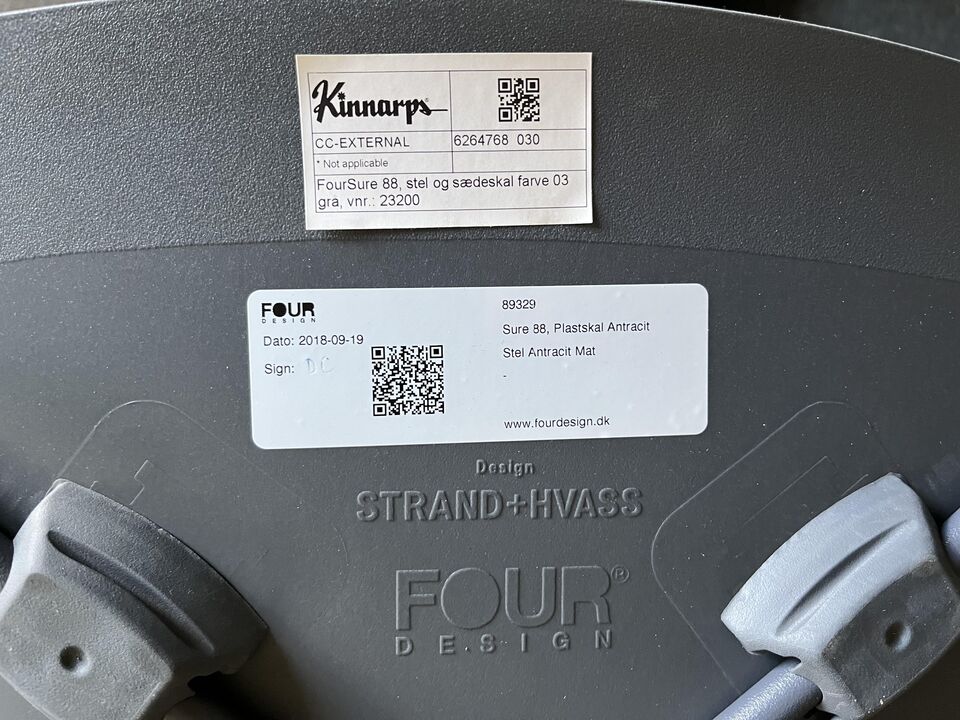 Kinnarps
CC-EXTERNAL 6264768 030
* Not applicable
FourSure 88, stel og sædeskal farve 03
gra, vnr.: 23200
FOUR
DESIGN
Dato: 2018-09-19
Sign: DC
89329
Sure 88, Plastskal Antracit
Stel Antracit Mat
-
www.fourdesign.dk
Design
STRAND+HVASS
FOUR®
DESIGN